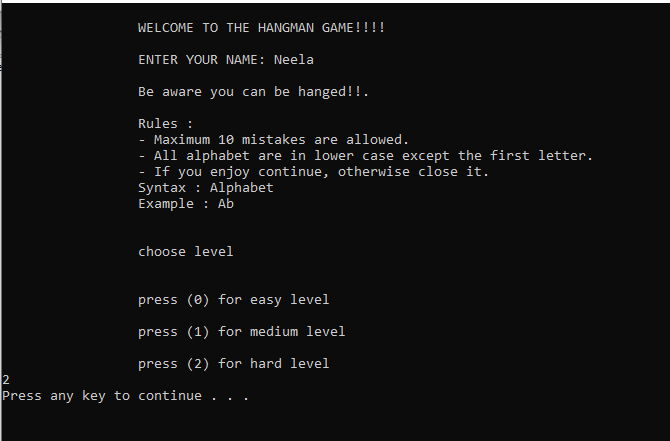 WELCOME TO THE HANGMAN GAME!!!!
ENTER YOUR NAME: Neela
Be aware you can be hanged!!.
Rules :
- Maximum 10 mistakes are allowed.
- All alphabet are in lower case except the first letter.
- If you enjoy continue, otherwise close it.
Syntax : Alphabet
Example : Ab
choose level
press (0) for easy level
press (1) for medium level
press (2) for hard level
2
Press any key to continue . . .